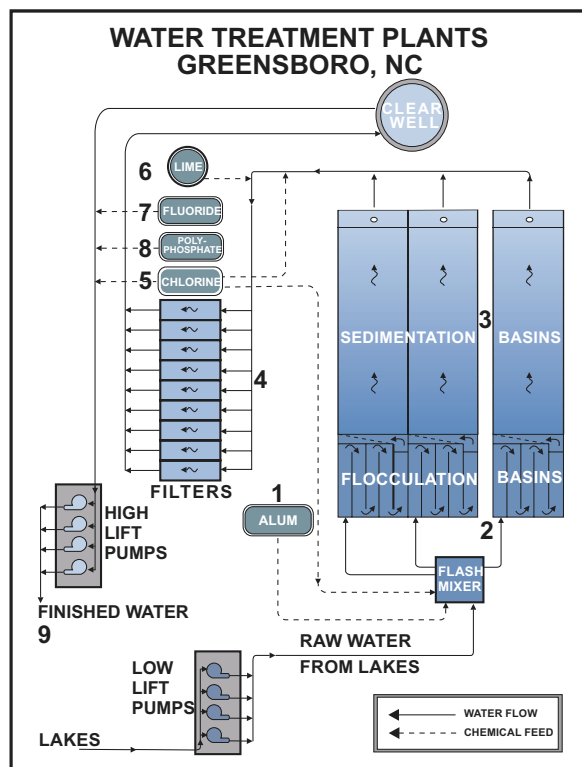 WATER TREATMENT PLANTS
GREENSBORO, NC
CLEAR
WELL
6
LIME
7
FLUORIDE
8
POLY-
PHOSPHATE
5
CHLORINE
SEDIMENTATION
3
BASINS
4
FILTERS
FLOCCULATION
BASINS
1
ALUM
2
HIGH
LIFT
PUMPS
FLASH
MIXER
FINISHED WATER
9
RAW WATER
FROM LAKES
LOW
LIFT
PUMPS
LAKES
WATER FLOW
CHEMICAL FEED